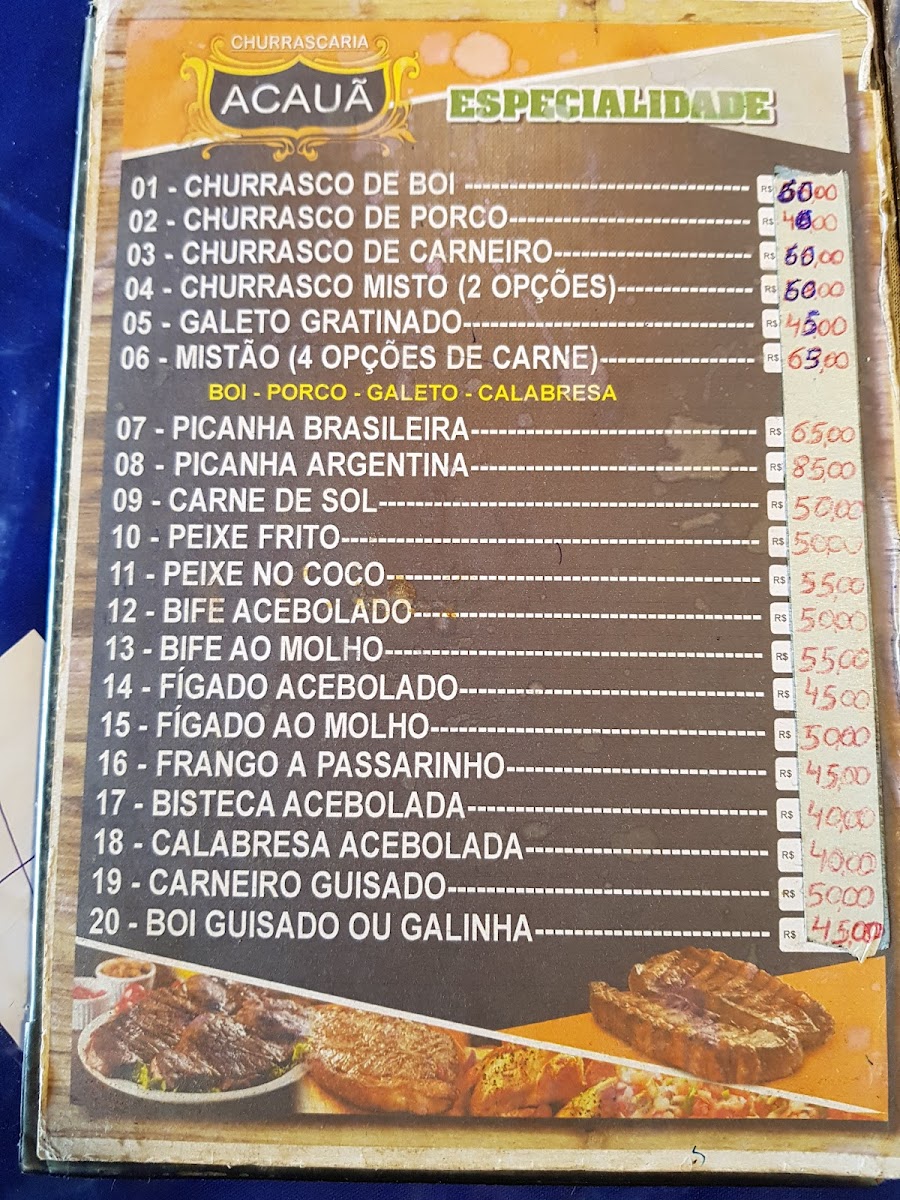 CHURRASCARIA
ACAUÃ
ESPECIALIDADE
01 - CHURRASCO DE BOI ---- R$ 60,00
02 - CHURRASCO DE PORCO ---- R$
03 - CHURRASCO DE CARNEIRO ---- R$ 60,00
04 - CHURRASCO MISTO (2 OPÇÕES) ---- R$ 60,00
05 - GALETO GRATINADO ---- R$ 45,00
06 - MISTÃO (4 OPÇÕES DE CARNE) ---- R$ 65,00
BOI - PORCO - GALETO - CALABRESA
07 - PICANHA BRASILEIRA ---- R$ 65,00
08 - PICANHA ARGENTINA ---- R$ 85,00
09 - CARNE DE SOL ---- R$ 50,00
10 - PEIXE FRITO ---- R$ 50,00
11 - PEIXE NO COCO ---- R$ 55,00
12 - BIFE ACEBOLADO ---- R$ 50,00
13 - BIFE AO MOLHO ---- R$ 55,00
14 - FÍGADO ACEBOLADO ---- R$ 45,00
15 - FÍGADO AO MOLHO ---- R$ 50,00
16 - FRANGO A PASSARINHO ---- R$ 45,00
17 - BISTECA ACEBOLADA ---- R$ 40,00
18 - CALABRESA ACEBOLADA ---- R$ 40,00
19 - CARNEIRO GUISADO ---- R$ 50,00
20 - BOI GUISADO OU GALINHA ---- R$ 45,00